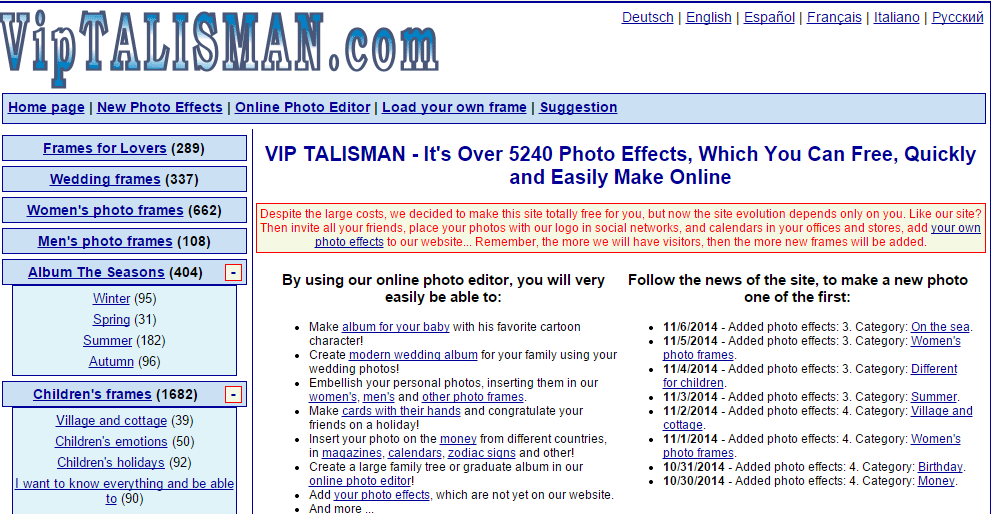 VipTALISMAN.com
Deutsch | English | Español | Français | Italiano | Русский
Home page | New Photo Effects | Online Photo Editor | Load your own frame | Suggestion
Frames for Lovers (289)
Wedding frames (337)
Women's photo frames (662)
Men's photo frames (108)
Album The Seasons (404) -
Winter (95)
Spring (31)
Summer (182)
Autumn (96)
Children's frames (1682) -
Village and cottage (39)
Children's emotions (50)
Children's holidays (92)
I want to know everything and be able
to (90)
VIP TALISMAN - It's Over 5240 Photo Effects, Which You Can Free, Quickly
and Easily Make Online
Despite the large costs, we decided to make this site totally free for you, but now the site evolution depends only on you. Like our site?
Then invite all your friends, place your photos with our logo in social networks, and calendars in your offices and stores, add your own
photo effects to our website... Remember, the more we will have visitors, then the more new frames will be added.
By using our online photo editor, you will very
easily be able to:
Make album for your baby with his favorite cartoon
character!
Create modern wedding album for your family using your
wedding photos!
Embellish your personal photos, inserting them in our
women's, men's and other photo frames.
Make cards with their hands and congratulate your
friends on a holiday!
Insert your photo on the money from different countries,
in magazines, calendars, zodiac signs and other!
Create a large family tree or graduate album in our
online photo editor!
Add your photo effects, which are not yet on our website.
And more ...
Follow the news of the site, to make a new photo
one of the first:
11/6/2014 - Added photo effects: 3. Category: On the sea.
11/5/2014 - Added photo effects: 3. Category: Women's
photo frames.
11/4/2014 - Added photo effects: 3. Category: Different
for children.
11/3/2014 - Added photo effects: 3. Category: Summer.
11/2/2014 - Added photo effects: 4. Category: Village and
cottage.
11/1/2014 - Added photo effects: 4. Category: Women's
photo frames.
10/31/2014 - Added photo effects: 4. Category: Birthday.
10/30/2014 - Added photo effects: 4. Category: Money.